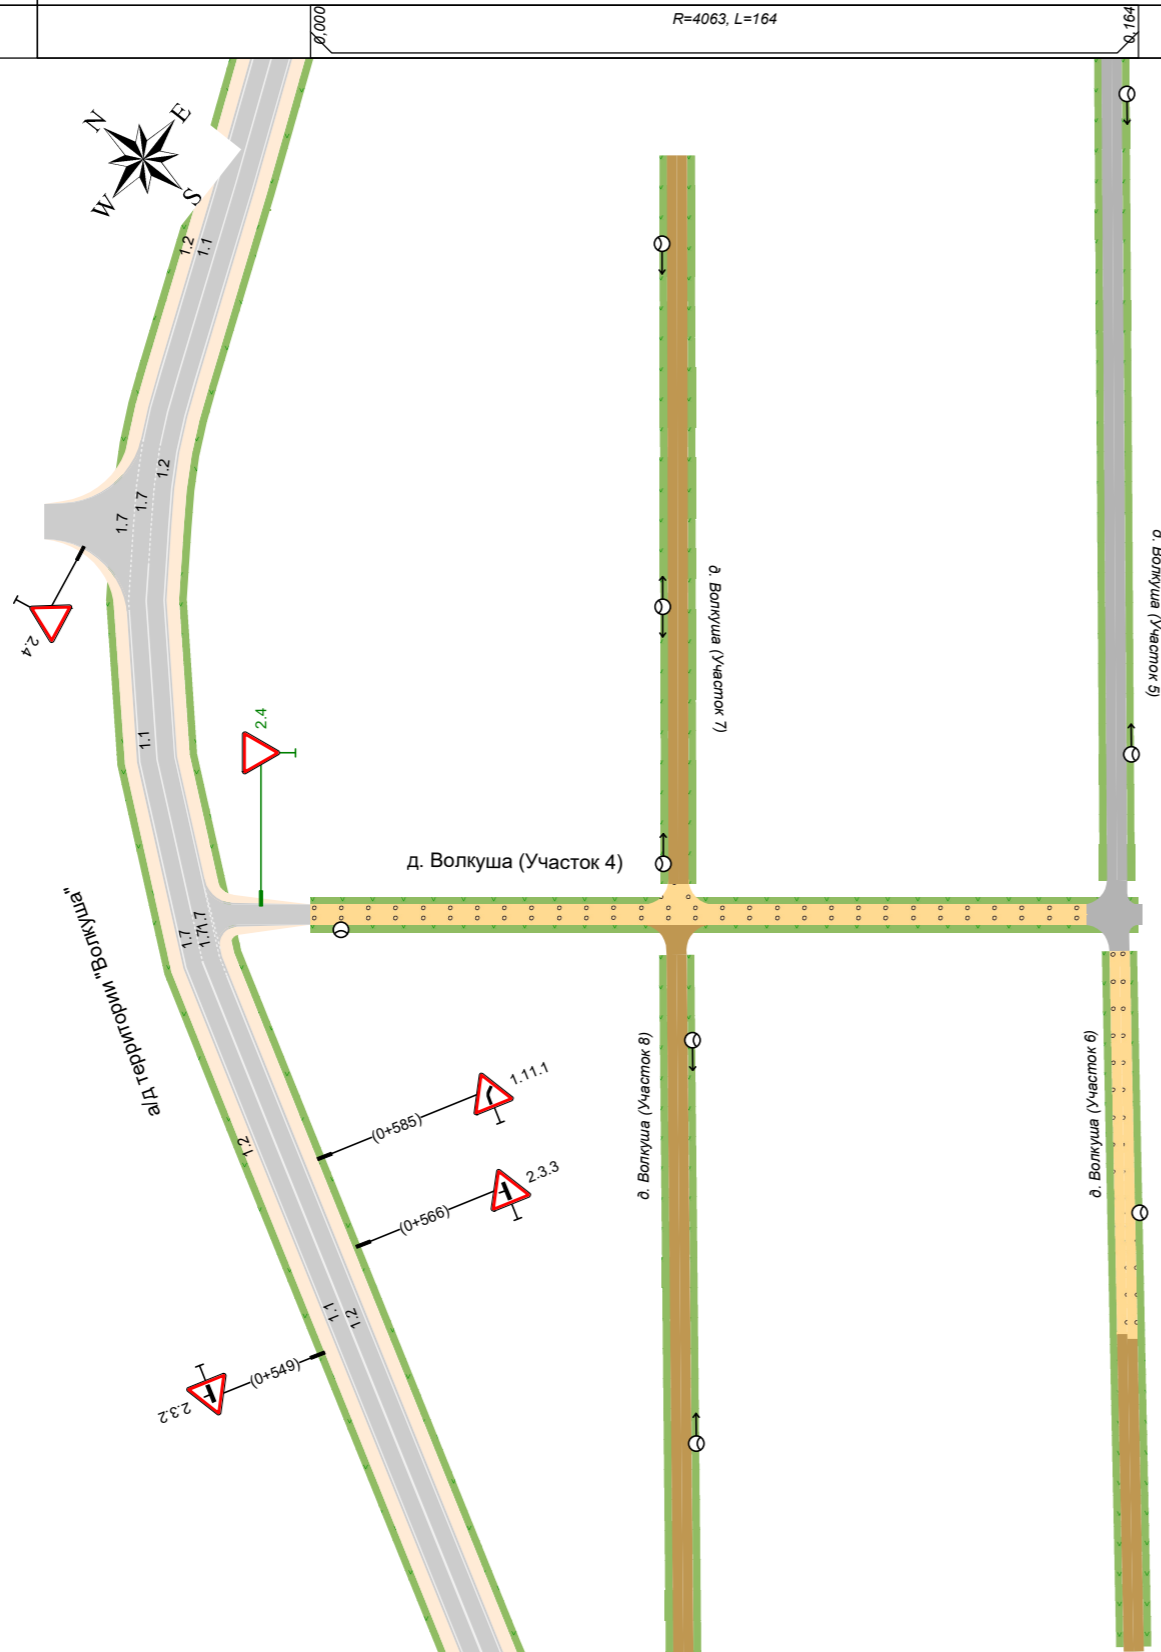 0,000
R=4063, L=164
0,164
N
E
W
S
1.2
1.1
1.2
1.7
1.7
2.4
д. Волкуша (Участок 7)
д. Волкуша (Участок 5)
2.4
1.1
д. Волкуша (Участок 4)
1.7
1.7
1.7
а/д территории "Волкуша"
д. Волкуша (Участок 8)
д. Волкуша (Участок 6)
1.11.1
(0+585)
1.2
2.3.3
(0+566)
1.1
1.2
(0+549)
2.3.2